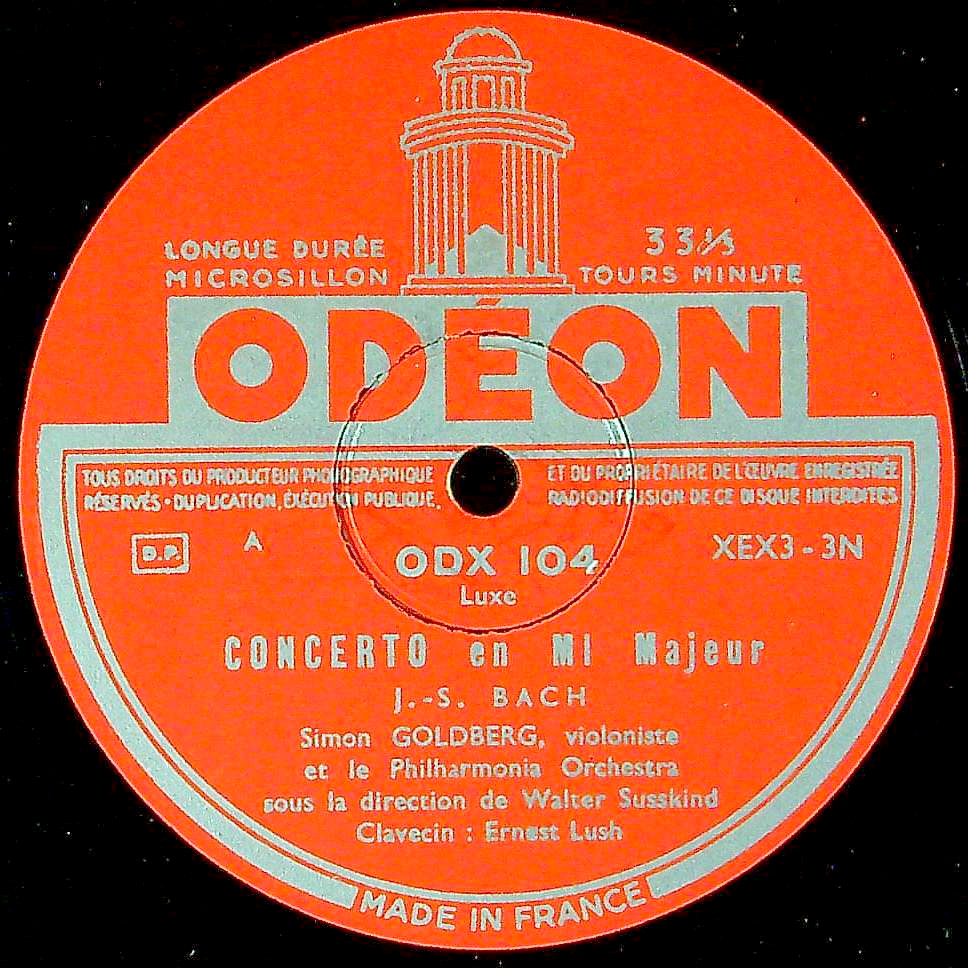 LONGUE DURÉE
MICROSILLON
33 1/3
TOURS MINUTE
ODÉON
TOUS DROITS DU PRODUCTEUR PHONOGRAPHIQUE ET DU PROPRIÉTAIRE DE L'ŒUVRE ENREGISTRÉE
RÉSERVÉS • DUPLICATION, EXÉCUTION PUBLIQUE, RADIODIFFUSION DE CE DISQUE INTERDITES
D.P. A XEX3 - 3N
ODX 104
Luxe
CONCERTO en MI Majeur
J.-S. BACH
Simon GOLDBERG, violoniste
et le Philharmonia Orchestra
sous la direction de Walter Susskind
Clavecin : Ernest Lush
MADE IN FRANCE